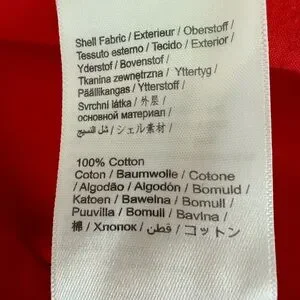 Shell Fabric / Exterieur / Oberstoff /
Tessuto esterno / Tecido / Exterior /
Yderstof / Bovenstof /
Tkanina zewnętrzna / Yttertyg /
Päällikangas / Ytterstoff /
Svrchní látka / 外层 /
основной материал /
شل النسيج / シェル素材 /
100% Cotton
Coton / Baumwolle / Cotone
/ Algodão / Algodón / Bomuld /
Katoen / Bawełna / Bomull /
Puuvilla / Bomull / Bavlna /
棉 / Хлопок / قطن / コットン